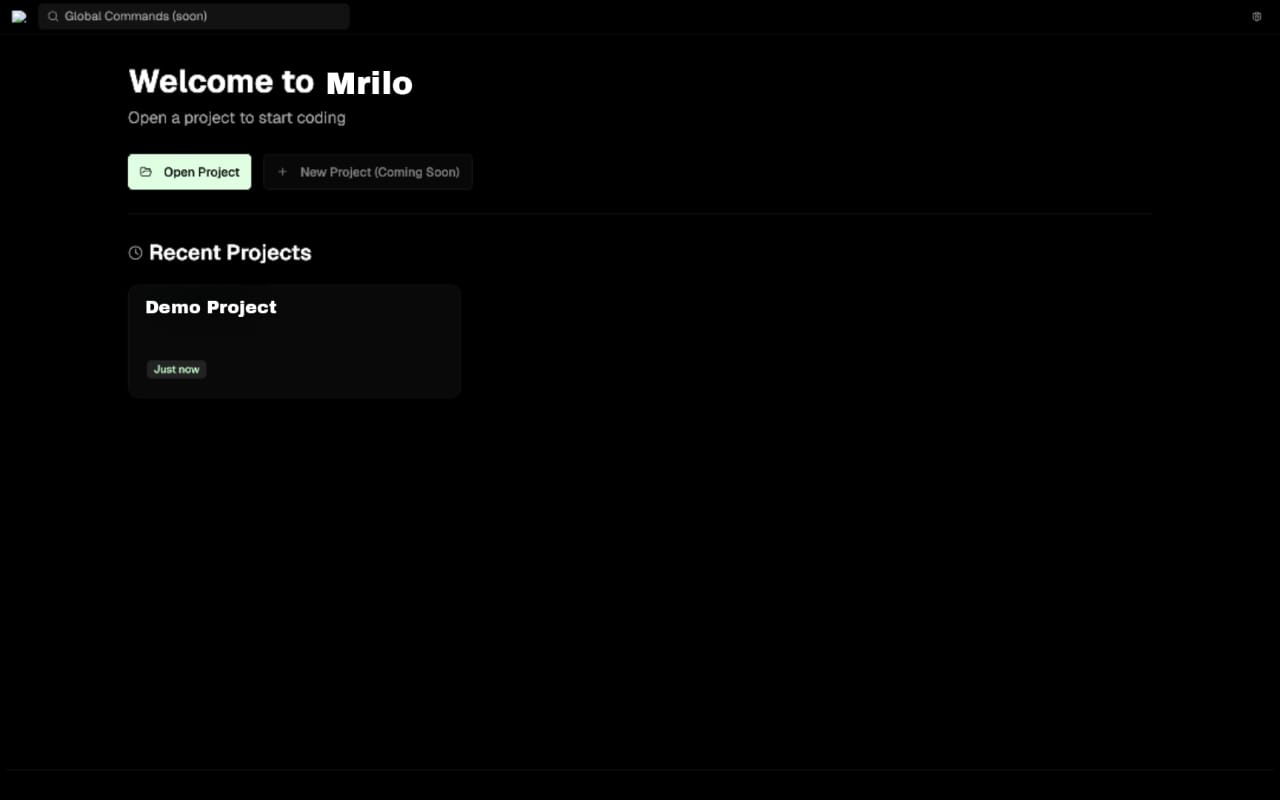 Global Commands (soon)
Welcome to Mrilo
Open a project to start coding
Open Project
New Project (Coming Soon)
Recent Projects
Demo Project
Just now